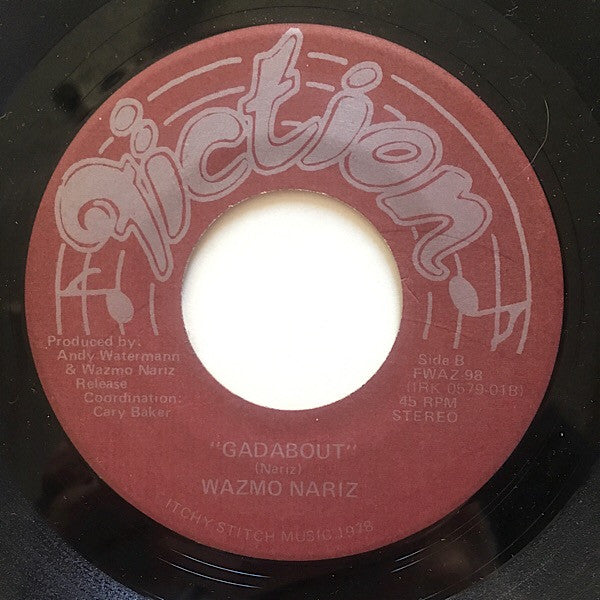 fiction
Produced by:
Andy Watermann
& Wazmo Nariz
Release
Coordination:
Cary Baker
Side B
FWAZ-98
(IRK 0579-01B)
45 RPM
STEREO
"GADABOUT"
(Nariz)
WAZMO NARIZ
ITCHY STITCH MUSIC 1978